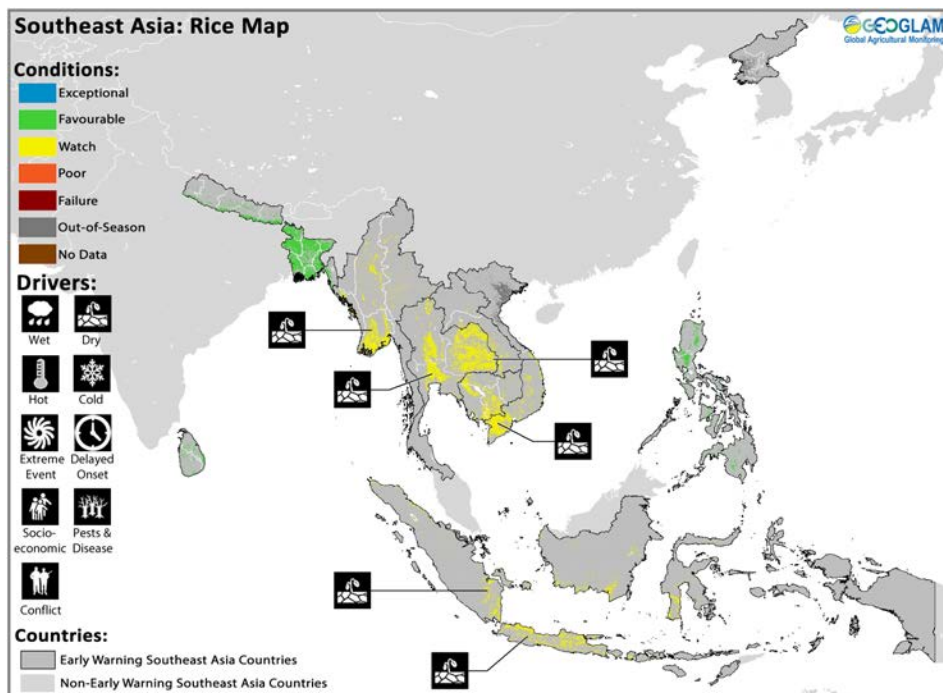 Southeast Asia: Rice Map
GEOGLAM
Global Agricultural Monitoring
Conditions:
Exceptional
Favourable
Watch
Poor
Failure
Out-of-Season
No Data
Drivers:
Wet
Dry
Hot
Cold
Extreme
Event
Delayed
Onset
Socio-
economic
Pests &
Disease
Conflict
Countries:
Early Warning Southeast Asia Countries
Non-Early Warning Southeast Asia Countries